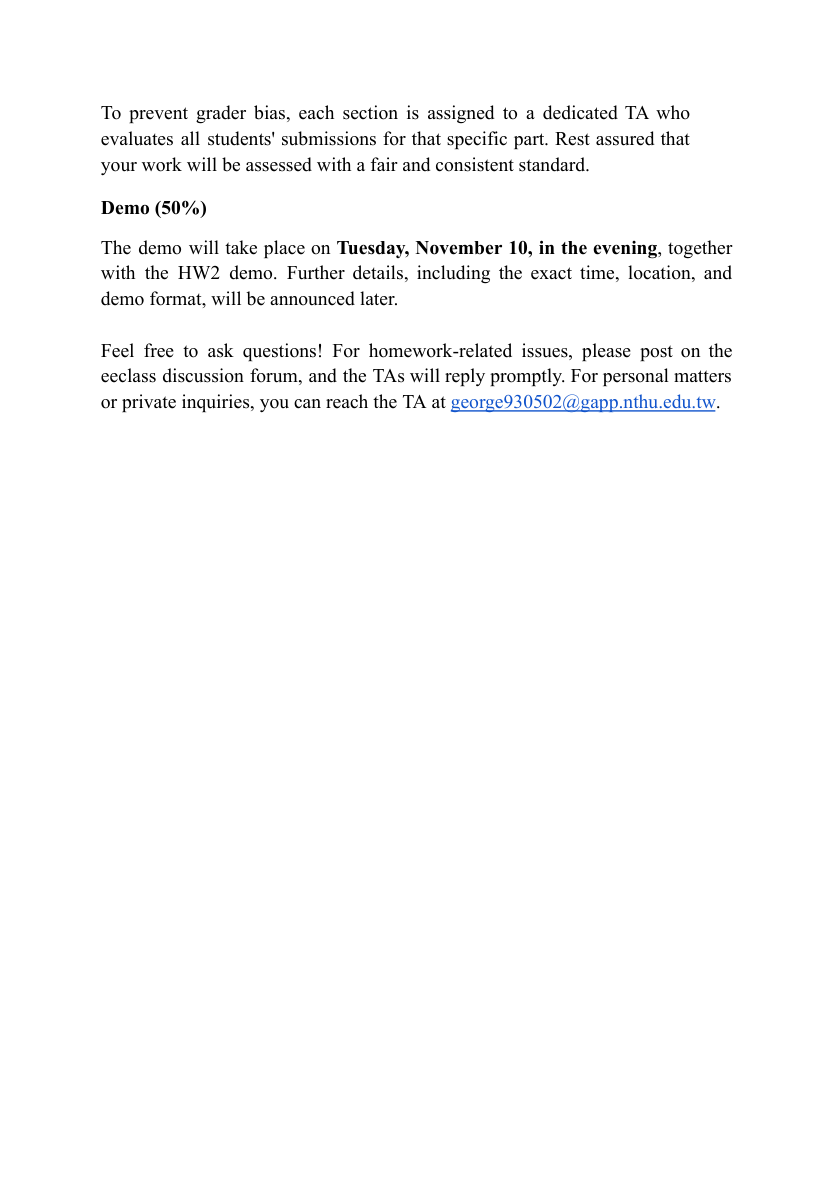 To prevent grader bias, each section is assigned to a dedicated TA who
evaluates all students' submissions for that specific part. Rest assured that
your work will be assessed with a fair and consistent standard.
Demo (50%)
The demo will take place on Tuesday, November 10, in the evening, together
with the HW2 demo. Further details, including the exact time, location, and
demo format, will be announced later.
Feel free to ask questions! For homework-related issues, please post on the
eeclass discussion forum, and the TAs will reply promptly. For personal matters
or private inquiries, you can reach the TA at george930502@gapp.nthu.edu.tw.